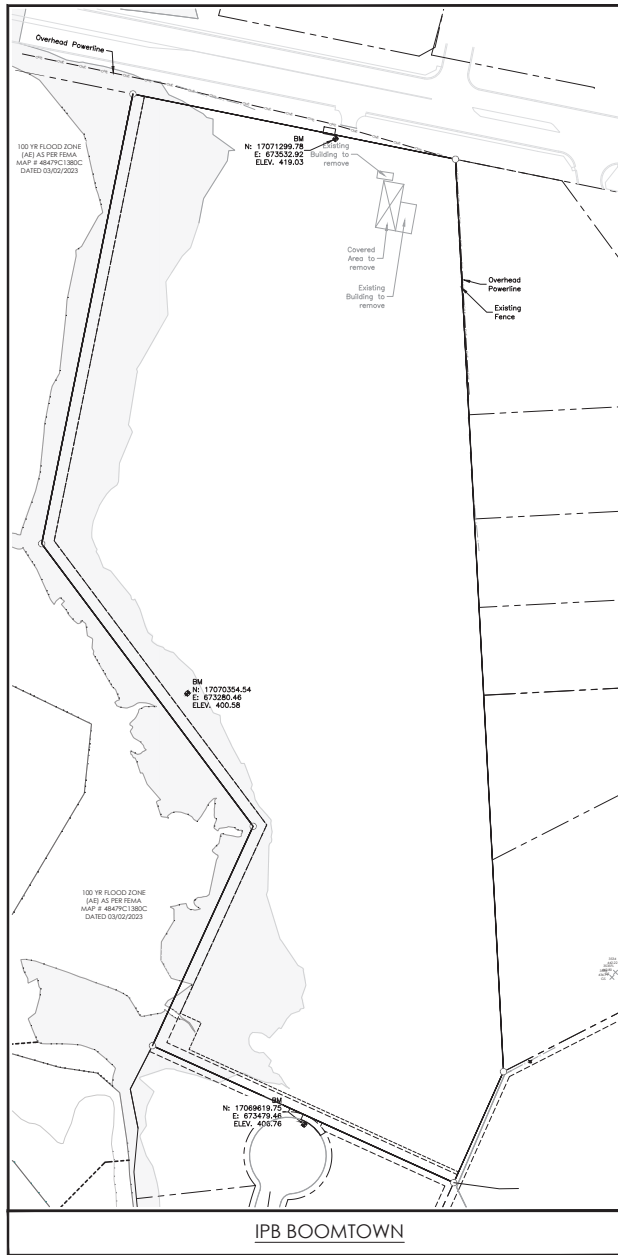 Overhead Powerline
100 YR FLOOD ZONE
(AE) AS PER FEMA
MAP # 48479C1380C
DATED 03/02/2023
BM
N: 17071299.78
E: 673532.92
ELEV. 419.03
Existing
Building to
remove
Covered
Area to
remove
Existing
Building to
remove
Overhead
Powerline
Existing
Fence
BM
N: 17070354.54
E: 673280.46
ELEV. 400.58
100 YR FLOOD ZONE
(AE) AS PER FEMA
MAP # 48479C1380C
DATED 03/02/2023
BM
N: 17069619.75
E: 673479.46
ELEV. 406.76
IPB BOOMTOWN